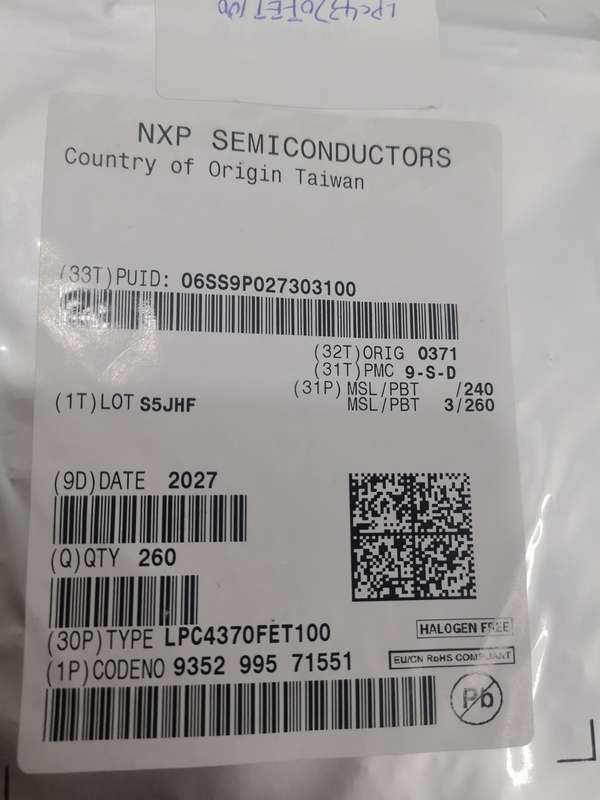 LPC4370FET100
NXP SEMICONDUCTORS
Country of Origin Taiwan
(33T)PUID: 06SS9P027303100
(32T)ORIG 0371
(31T)PMC 9-S-D
(31P) MSL/PBT /240
(1T)LOT S5JHF
MSL/PBT 3/260
(9D)DATE 2027
(Q)QTY 260
(30P)TYPE LPC4370FET100
HALOGEN FREE
(1P)CODENO 9352 995 71551
EU/CN RoHS COMPLIANT
Pb